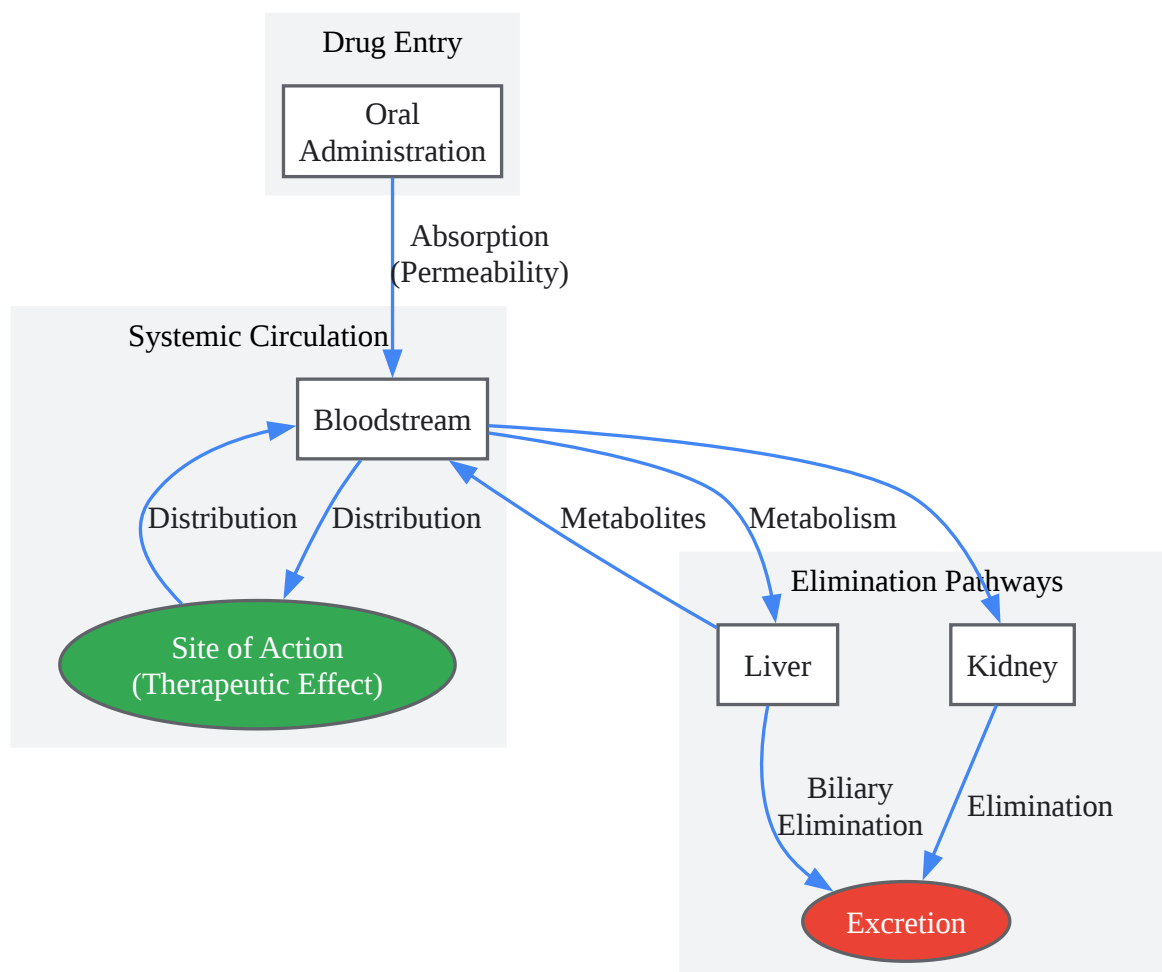 Drug Entry
Oral
Administration
Absorption
(Permeability)
Systemic Circulation
Bloodstream
Distribution
Distribution
Metabolites
Metabolism
Elimination Pathways
Site of Action
(Therapeutic Effect)
Liver
Kidney
Biliary
Elimination
Elimination
Excretion